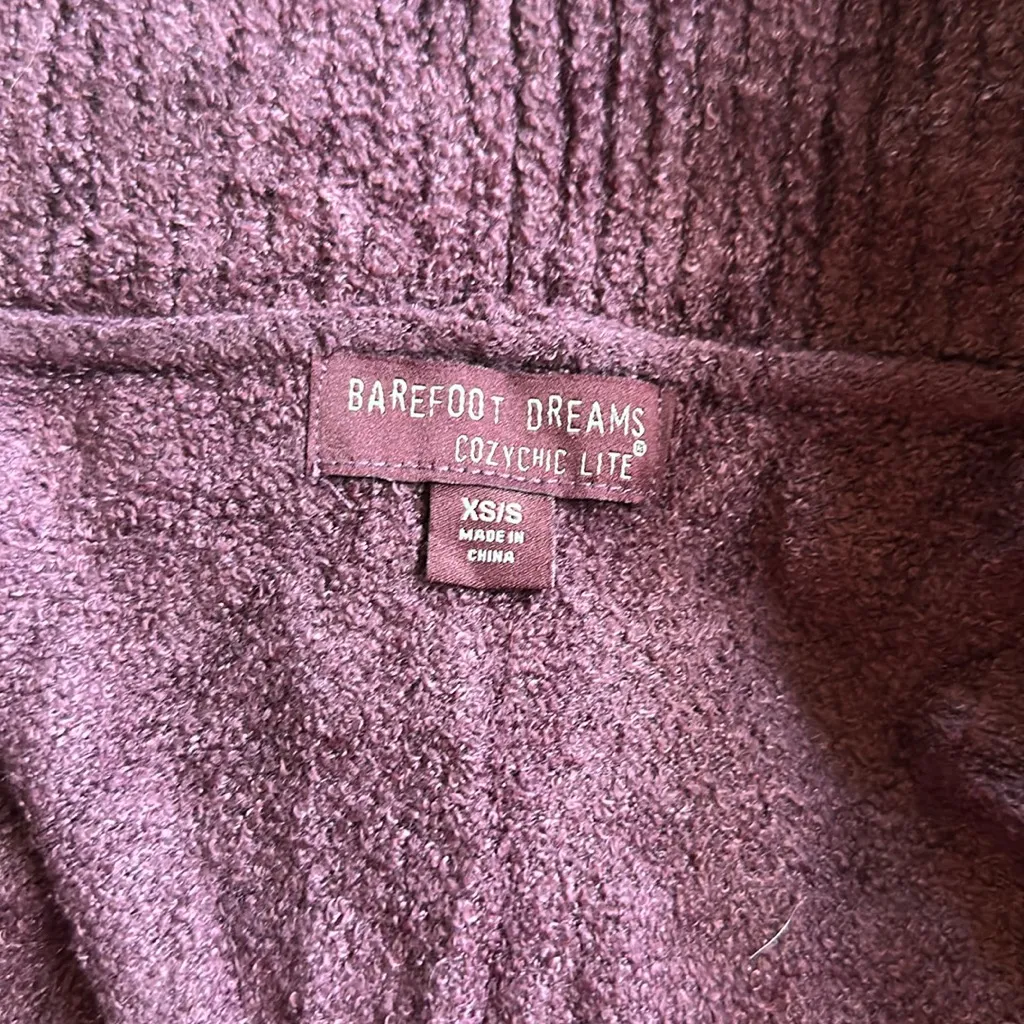 BAREFOOT DREAMS
COZYCHIC LITE®
XS/S
MADE IN
CHINA